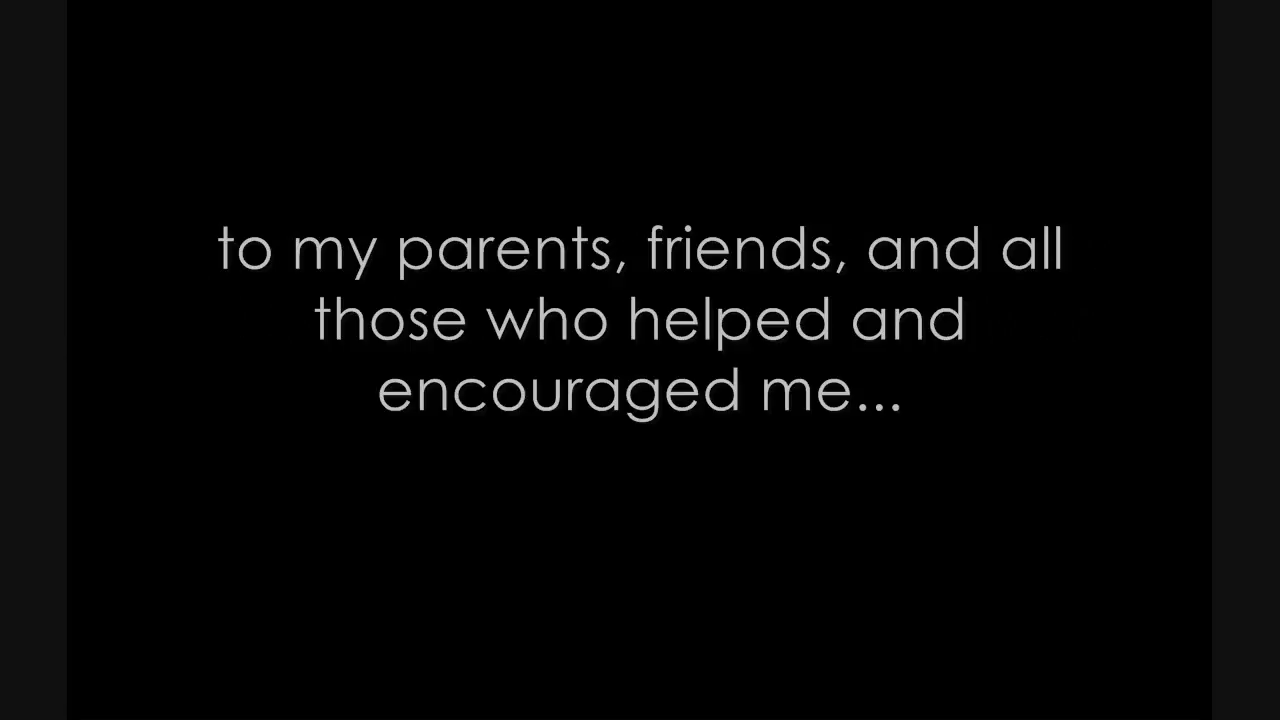 to my parents, friends, and all
those who helped and
encouraged me...